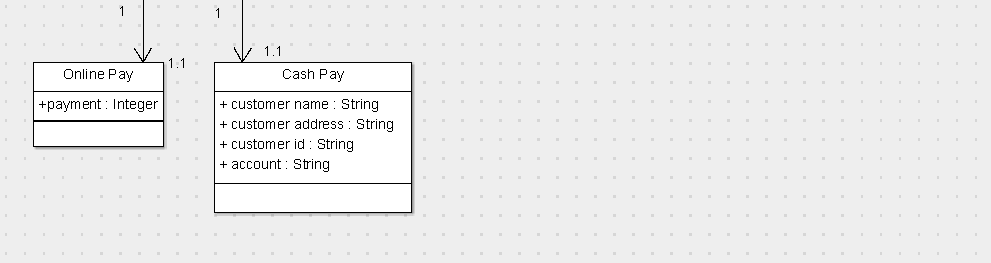 1
1
1.1
1.1
Online Pay
+payment : Integer
Cash Pay
+ customer name : String
+ customer address : String
+ customer id : String
+ account : String